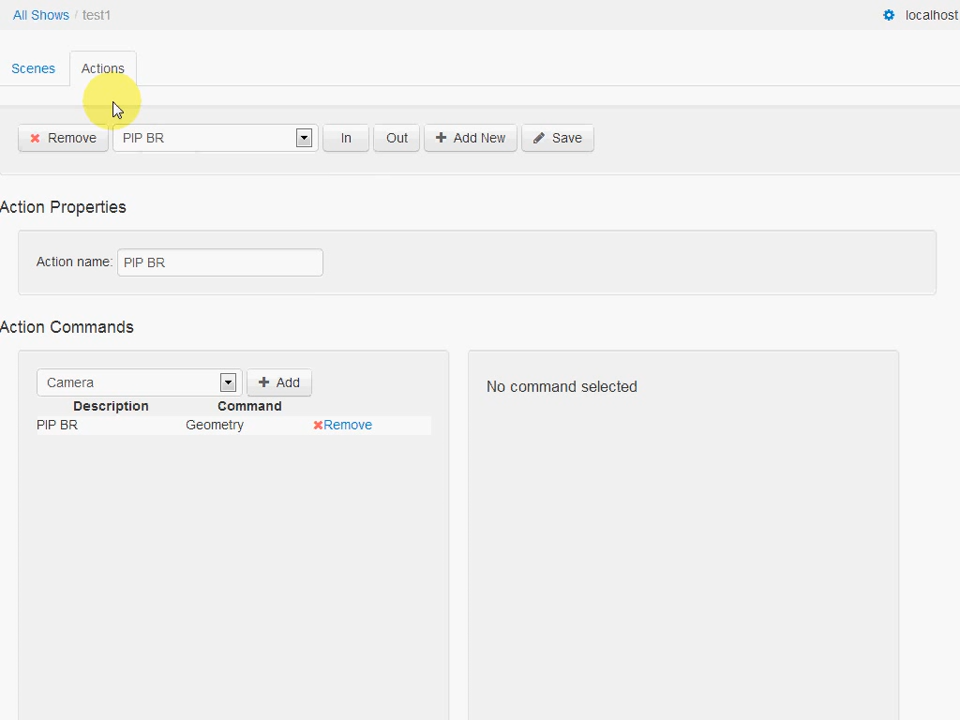 All Shows / test1 localhost
Scenes Actions
Remove PIP BR In Out Add New Save
Action Properties
Action name: PIP BR
Action Commands
Camera Add No command selected
Description Command
PIP BR Geometry Remove